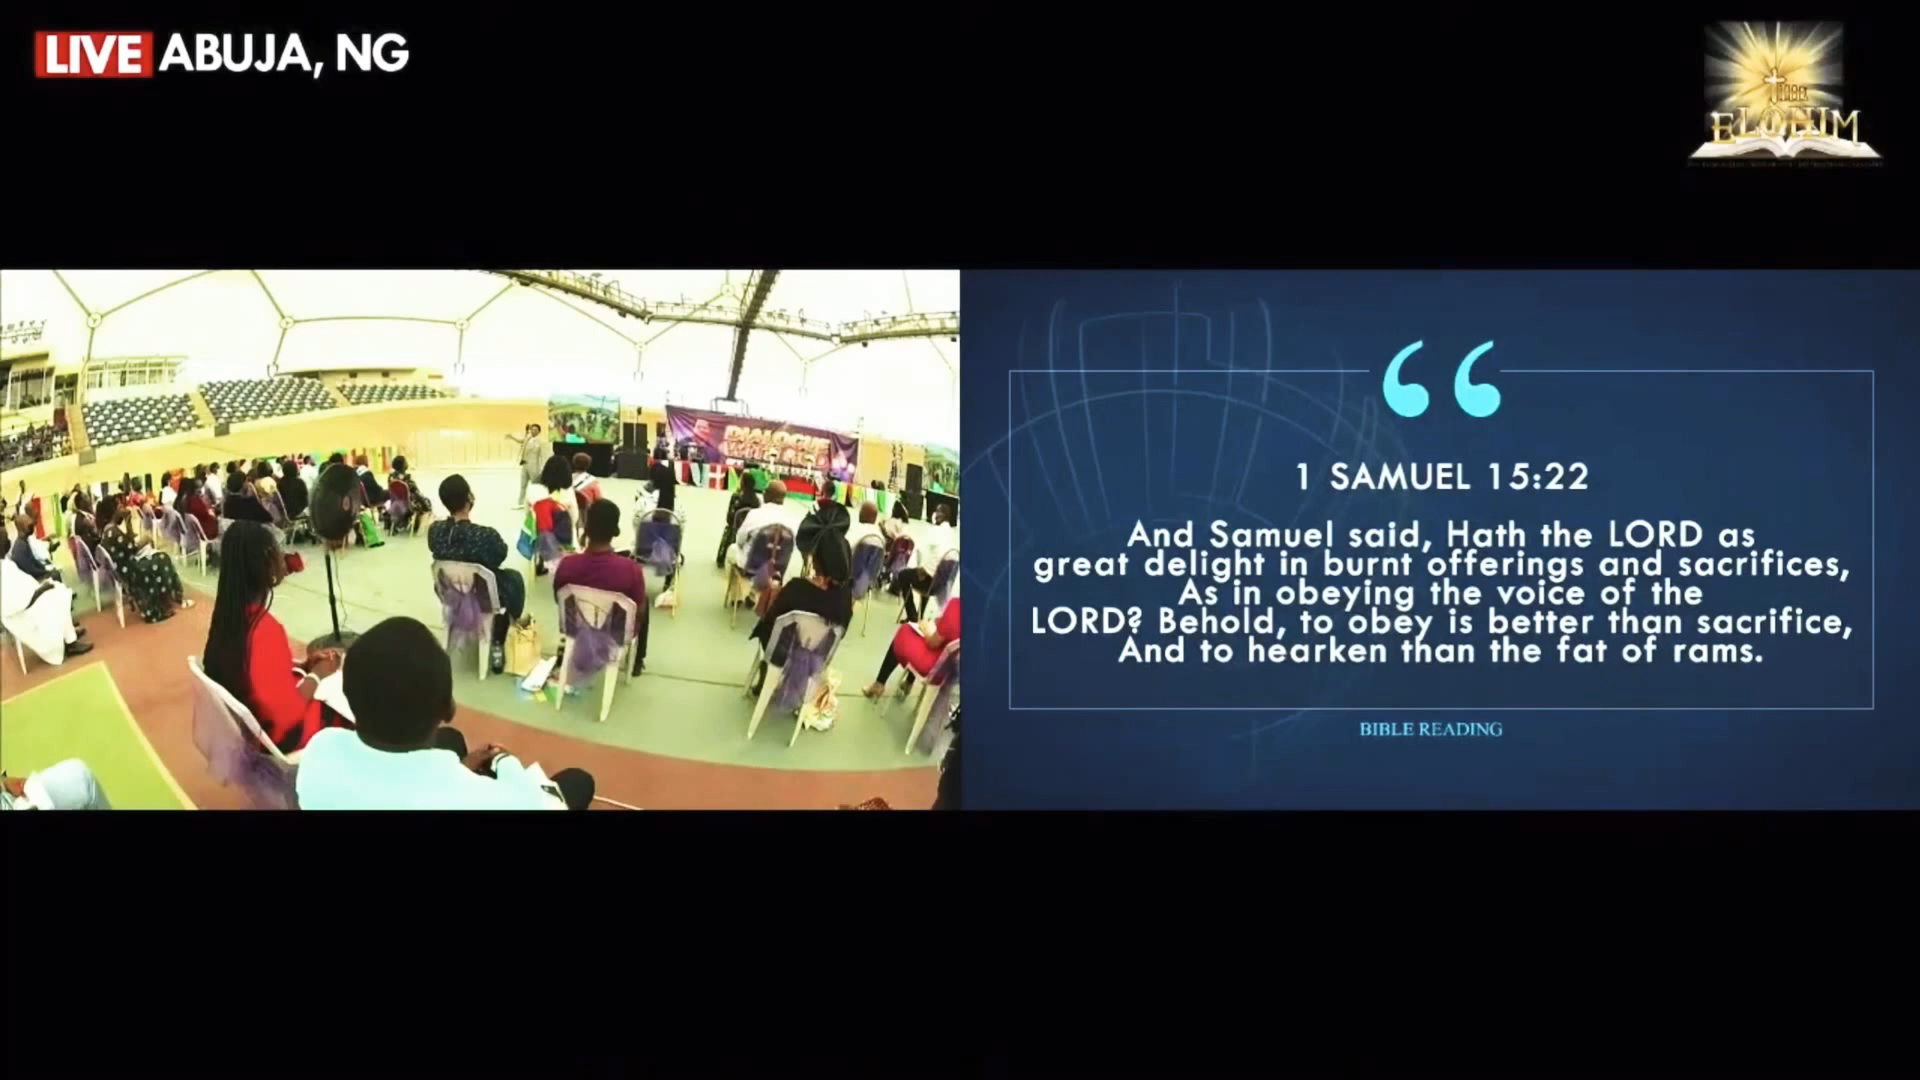 LIVE ABUJA, NG
THE
ELOHIM
DIALOGUE
1 SAMUEL 15:22
And Samuel said, Hath the LORD as
great delight in burnt offerings and sacrifices,
As in obeying the voice of the
LORD? Behold, to obey is better than sacrifice,
And to hearken than the fat of rams.
BIBLE READING